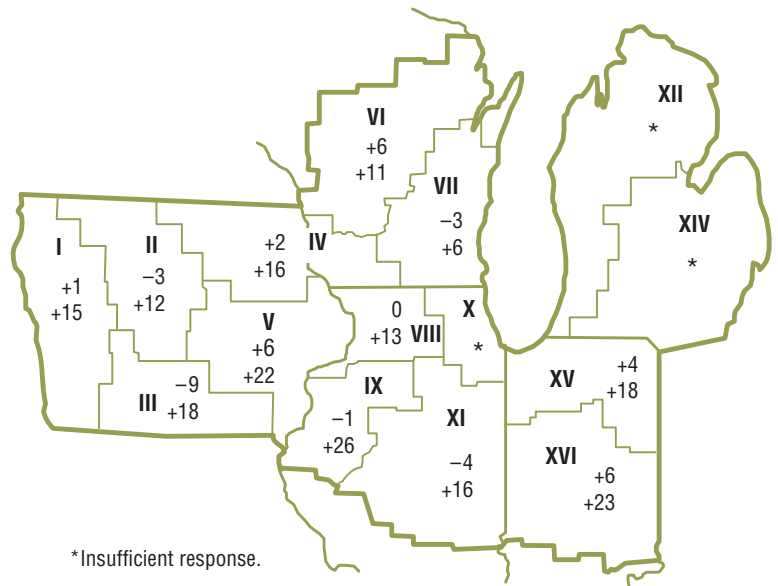 XII
*
VI
+6
+11
VII
−3
+6
XIV
*
I
+1
+15
II
−3
+12
+2
+16
IV
V
+6
+22
0
+13
VIII
X
*
III
−9
+18
IX
−1
+26
XI
−4
+16
XV
+4
+18
XVI
+6
+23
*Insufficient response.